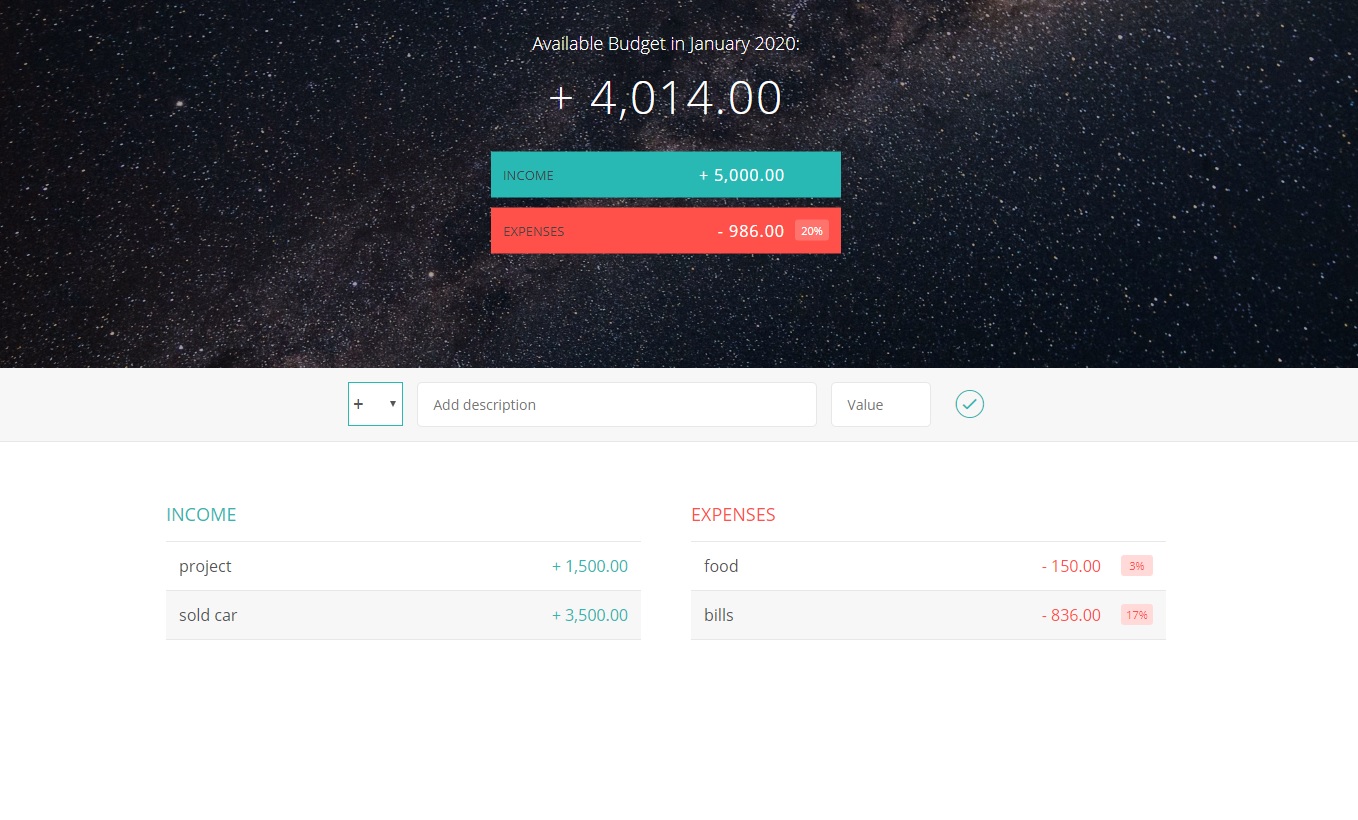 Available Budget in January 2020:
+ 4,014.00
INCOME + 5,000.00
EXPENSES - 986.00 20%
+ Add description Value
INCOME
project + 1,500.00
sold car + 3,500.00
EXPENSES
food - 150.00 3%
bills - 836.00 17%